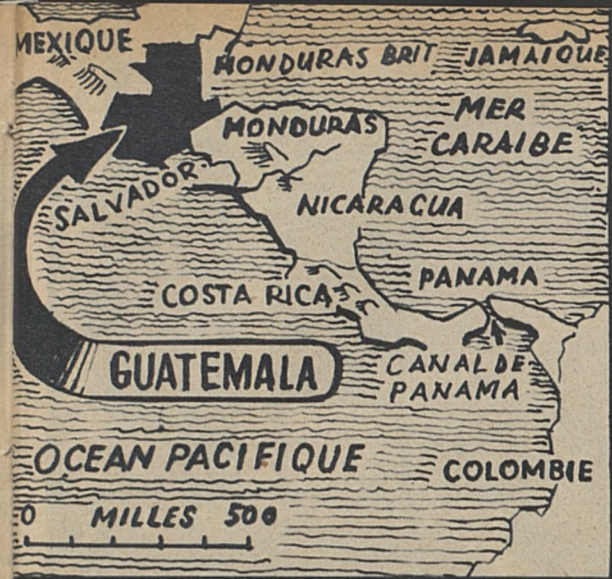 MEXIQUE
HONDURAS BRIT
JAMAIQUE
MER
CARAIBE
HONDURAS
SALVADOR
NICARAGUA
PANAMA
COSTA RICA
GUATEMALA
CANAL DE
PANAMA
OCEAN PACIFIQUE
COLOMBIE
0 MILLES 500